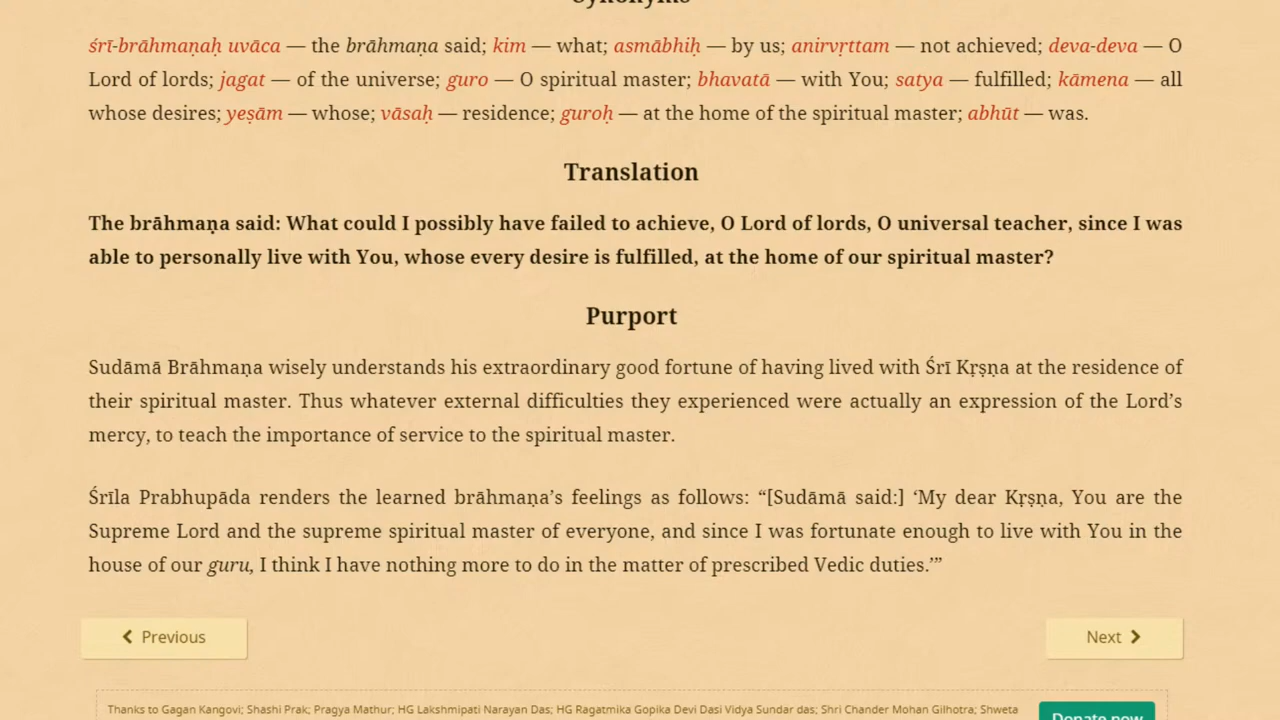 Synonyms
śrī-brāhmaṇaḥ uvāca — the brāhmaṇa said; kim — what; asmābhiḥ — by us; anirvṛttam — not achieved; deva-deva — O
Lord of lords; jagat — of the universe; guro — O spiritual master; bhavatā — with You; satya — fulfilled; kāmena — all
whose desires; yeṣām — whose; vāsaḥ — residence; guroḥ — at the home of the spiritual master; abhūt — was.
Translation
The brāhmaṇa said: What could I possibly have failed to achieve, O Lord of lords, O universal teacher, since I was
able to personally live with You, whose every desire is fulfilled, at the home of our spiritual master?
Purport
Sudāmā Brāhmaṇa wisely understands his extraordinary good fortune of having lived with Śrī Kṛṣṇa at the residence of
their spiritual master. Thus whatever external difficulties they experienced were actually an expression of the Lord’s
mercy, to teach the importance of service to the spiritual master.
Śrīla Prabhupāda renders the learned brāhmaṇa’s feelings as follows: “[Sudāmā said:] ‘My dear Kṛṣṇa, You are the
Supreme Lord and the supreme spiritual master of everyone, and since I was fortunate enough to live with You in the
house of our guru, I think I have nothing more to do in the matter of prescribed Vedic duties.’”
Previous
Next
Thanks to Gagan Kangovi; Shashi Prak; Pragya Mathur; HG Lakshmipati Narayan Das; HG Ragatmika Gopika Devi Dasi Vidya Sundar das; Shri Chander Mohan Gilhotra; Shweta
Donate now